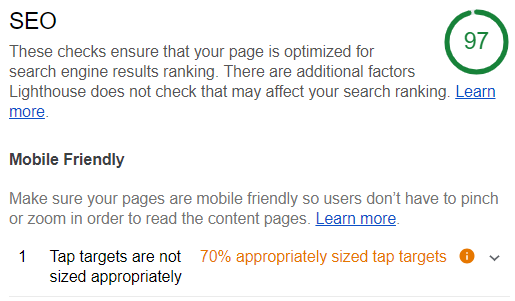 SEO
97
These checks ensure that your page is optimized for
search engine results ranking. There are additional factors
Lighthouse does not check that may affect your search ranking. Learn
more.
Mobile Friendly
Make sure your pages are mobile friendly so users don’t have to pinch
or zoom in order to read the content pages. Learn more.
1 Tap targets are not 70% appropriately sized tap targets
sized appropriately